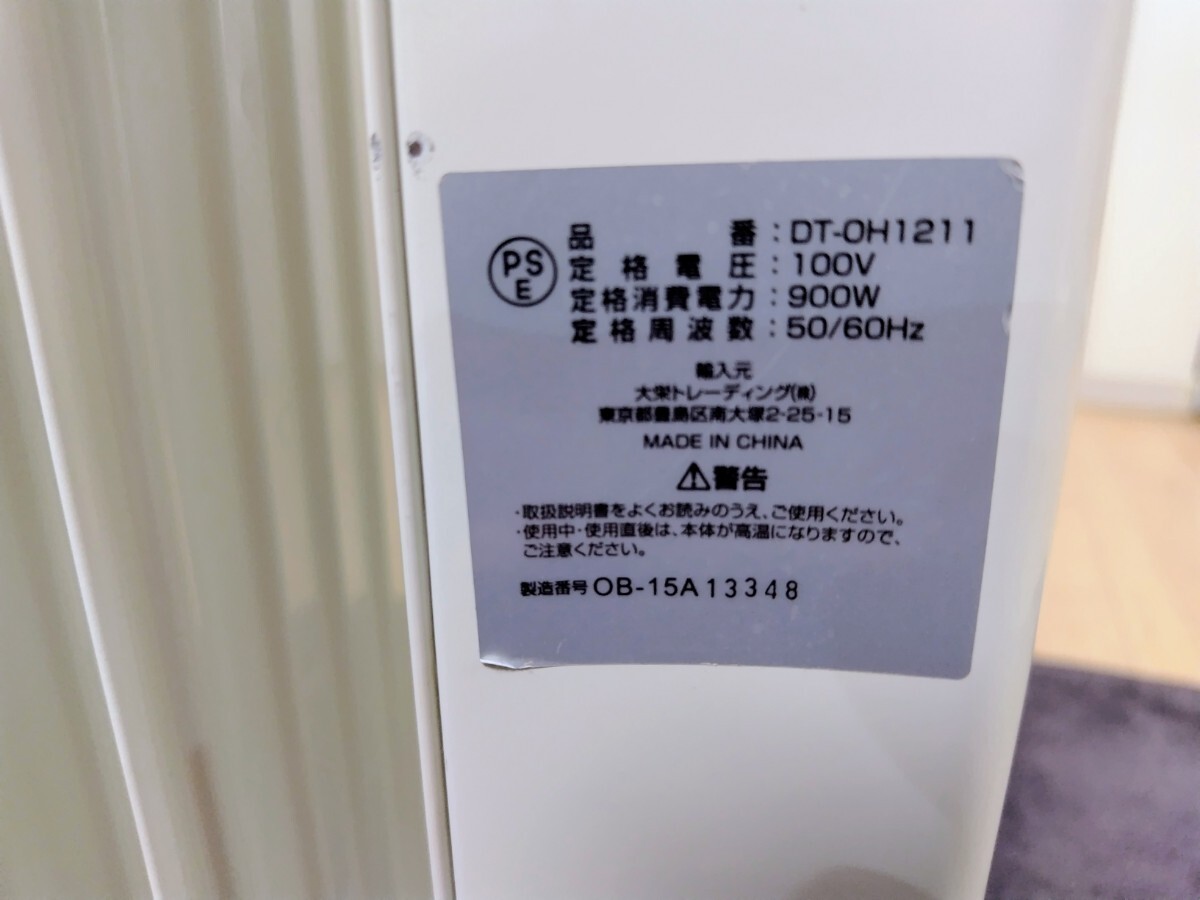 PS
E
品番：DT-OH1211
定格電圧：100V
定格消費電力：900W
定格周波数：50/60Hz
輸入元
大栄トレーディング(株)
東京都豊島区南大塚2-25-15
MADE IN CHINA
⚠警告
・取扱説明書をよくお読みのうえ、ご使用ください。
・使用中・使用直後は、本体が高温になりますので、
ご注意ください。
製造番号 OB-15A13348